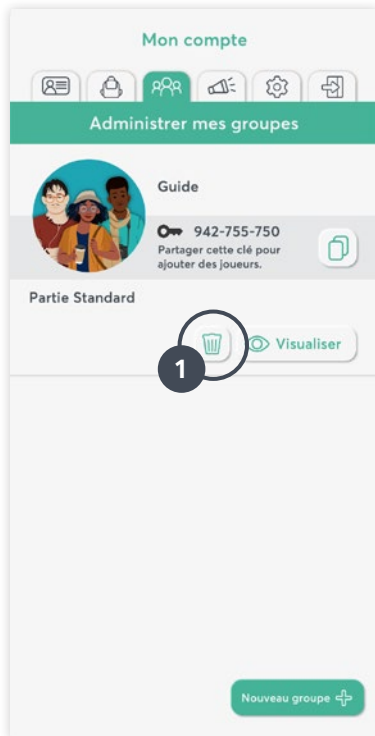 Mon compte
Administrer mes groupes
Guide
942-755-750
Partager cette clé pour
ajouter des joueurs.
Partie Standard
Visualiser
1
Nouveau groupe